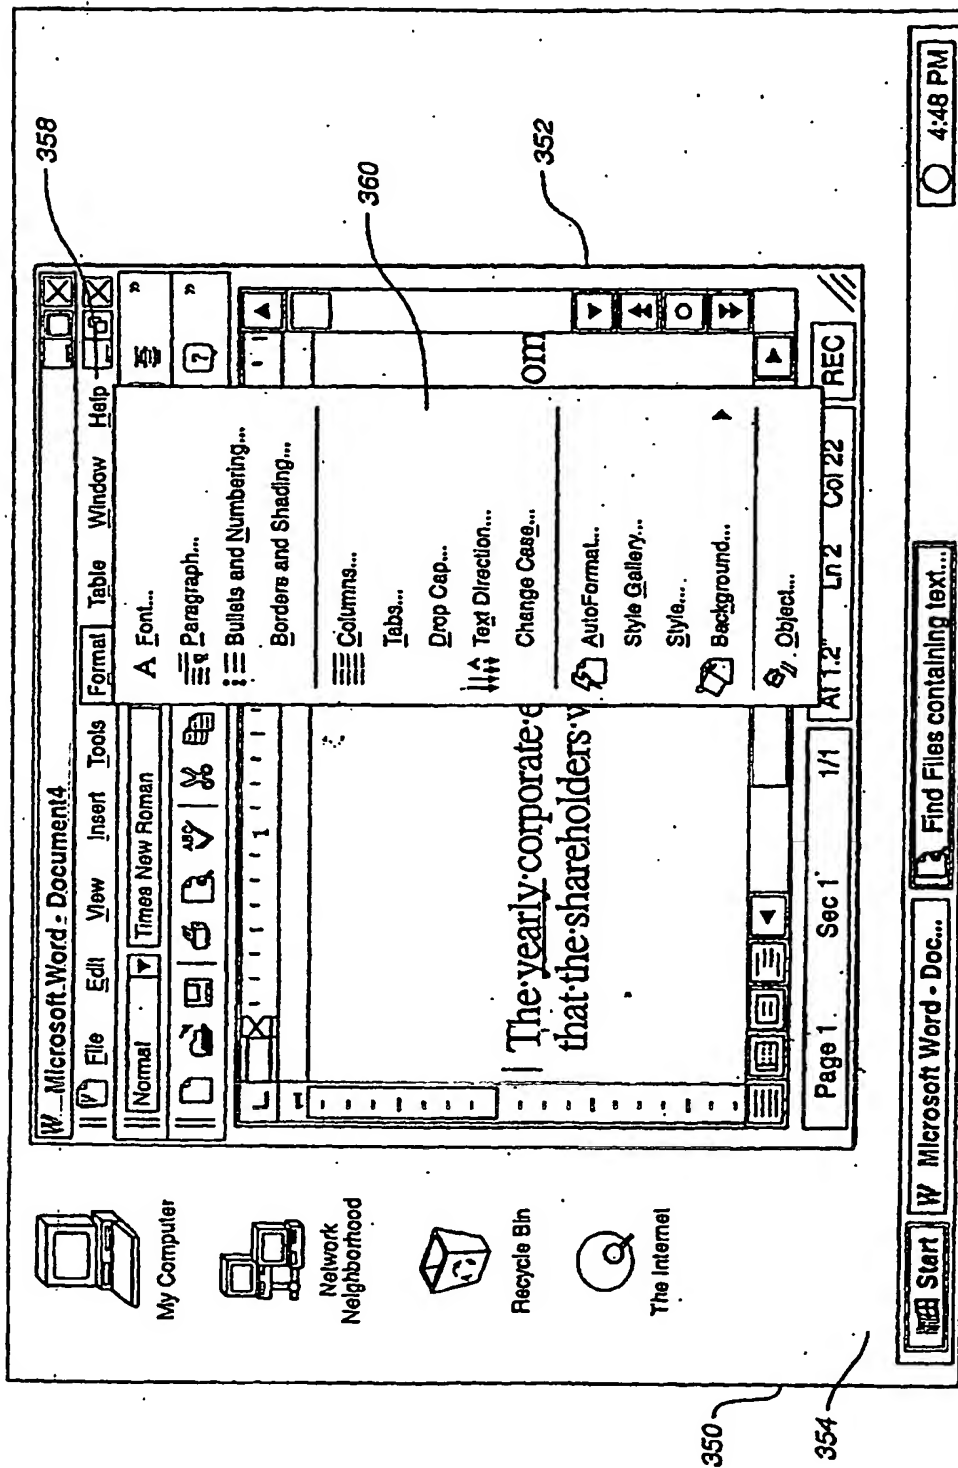 W Microsoft Word - Document4
File Edit View Insert Tools Format Table Window Help
Normal Times New Roman »
ABC ? »
L 1
A Font...
Paragraph...
Bullets and Numbering...
Borders and Shading...
Columns...
Tabs...
Drop Cap...
Text Direction...
Change Case...
AutoFormat...
Style Gallery...
Style...
Background...
Object...
The·yearly·corporate·e
om
that·the·shareholders·v
Page 1 Sec 1 1/1 At 1.2" Ln 2 Col 22 REC
My Computer
Network
Neighborhood
Recycle Bin
The Internet
Start W Microsoft Word - Doc... Find Files containing text... 4:48 PM
358
360
352
350
354